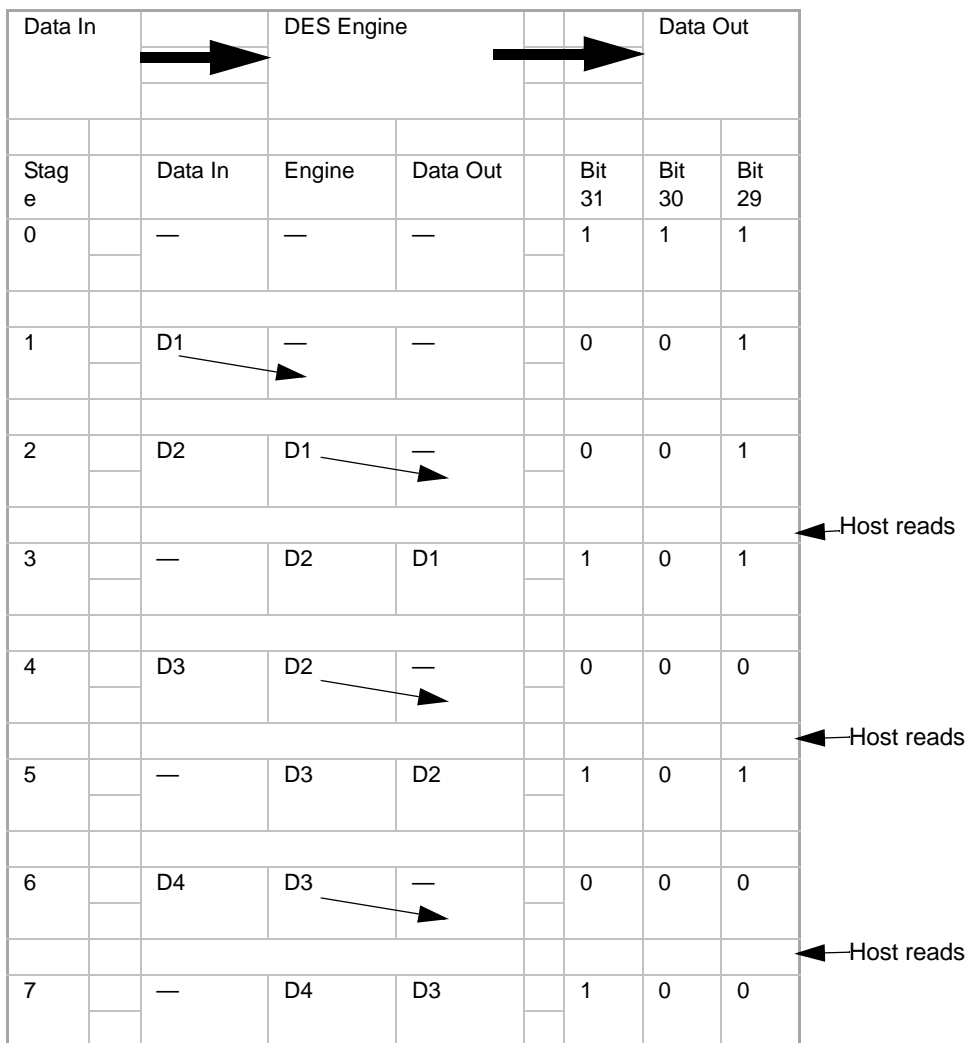 Data In DES Engine Data Out
Stag
e Data In Engine Data Out Bit
31 Bit
30 Bit
29
0 — — — 1 1 1
1 D1 — — 0 0 1
2 D2 D1 — 0 0 1
Host reads
3 — D2 D1 1 0 1
4 D3 D2 — 0 0 0
Host reads
5 — D3 D2 1 0 1
6 D4 D3 — 0 0 0
Host reads
7 — D4 D3 1 0 0